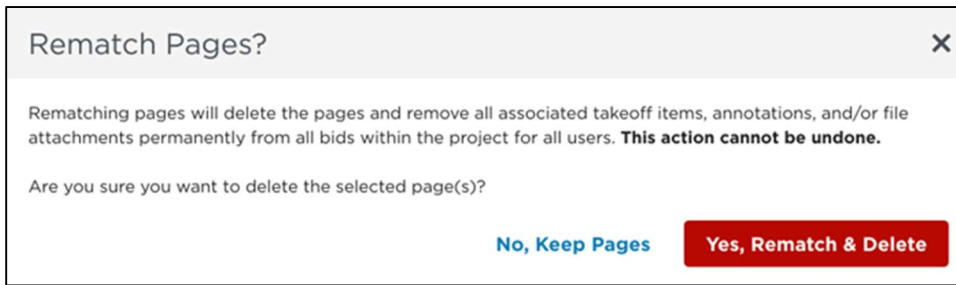 Rematch Pages?
Rematching pages will delete the pages and remove all associated takeoff items, annotations, and/or file
attachments permanently from all bids within the project for all users. This action cannot be undone.
Are you sure you want to delete the selected page(s)?
No, Keep Pages
Yes, Rematch & Delete